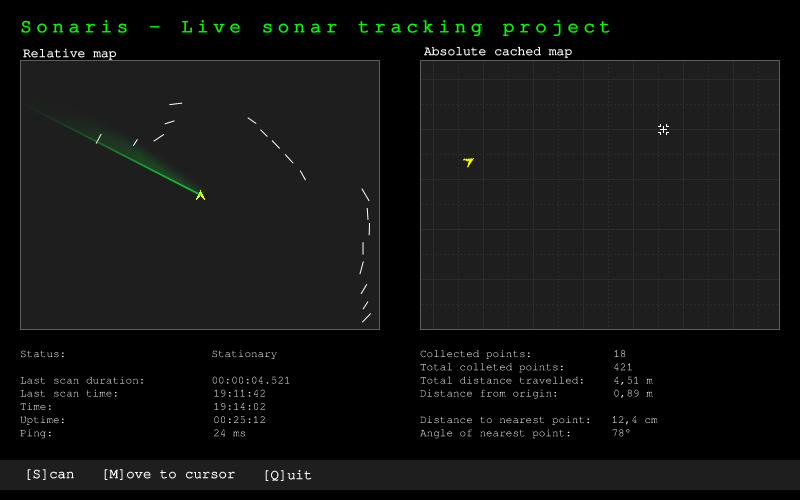 Sonaris - Live sonar tracking project
Relative map
Absolute cached map
Status: Stationary
Last scan duration: 00:00:04.521
Last scan time: 19:11:42
Time: 19:14:02
Uptime: 00:25:12
Ping: 24 ms
Collected points: 18
Total colleted points: 421
Total distance travelled: 4,51 m
Distance from origin: 0,89 m
Distance to nearest point: 12,4 cm
Angle of nearest point: 78°
[S]can [M]ove to cursor [Q]uit